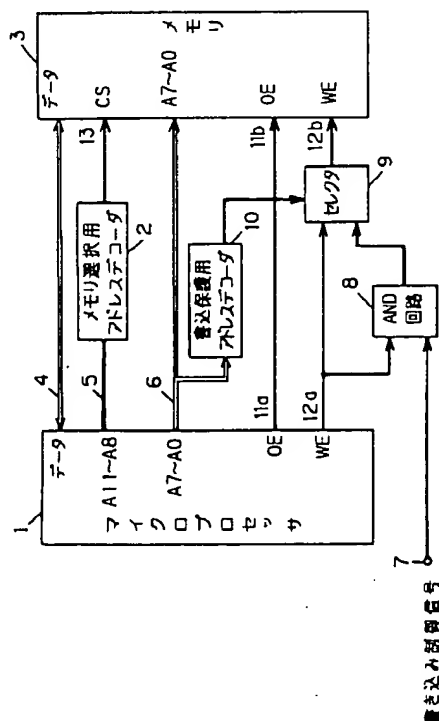 1
マイクロプロセッサ
データ
A11~A8
A7~A0
OE
WE
4
5
6
11a
12a
メモリ選択用
アドレスデコーダ
2
書込保護用
アドレスデコーダ
10
AND
回路
8
セレクタ
9
13
11b
12b
3
メモリ
データ
CS
A7~A0
OE
WE
7
書き込み制御信号